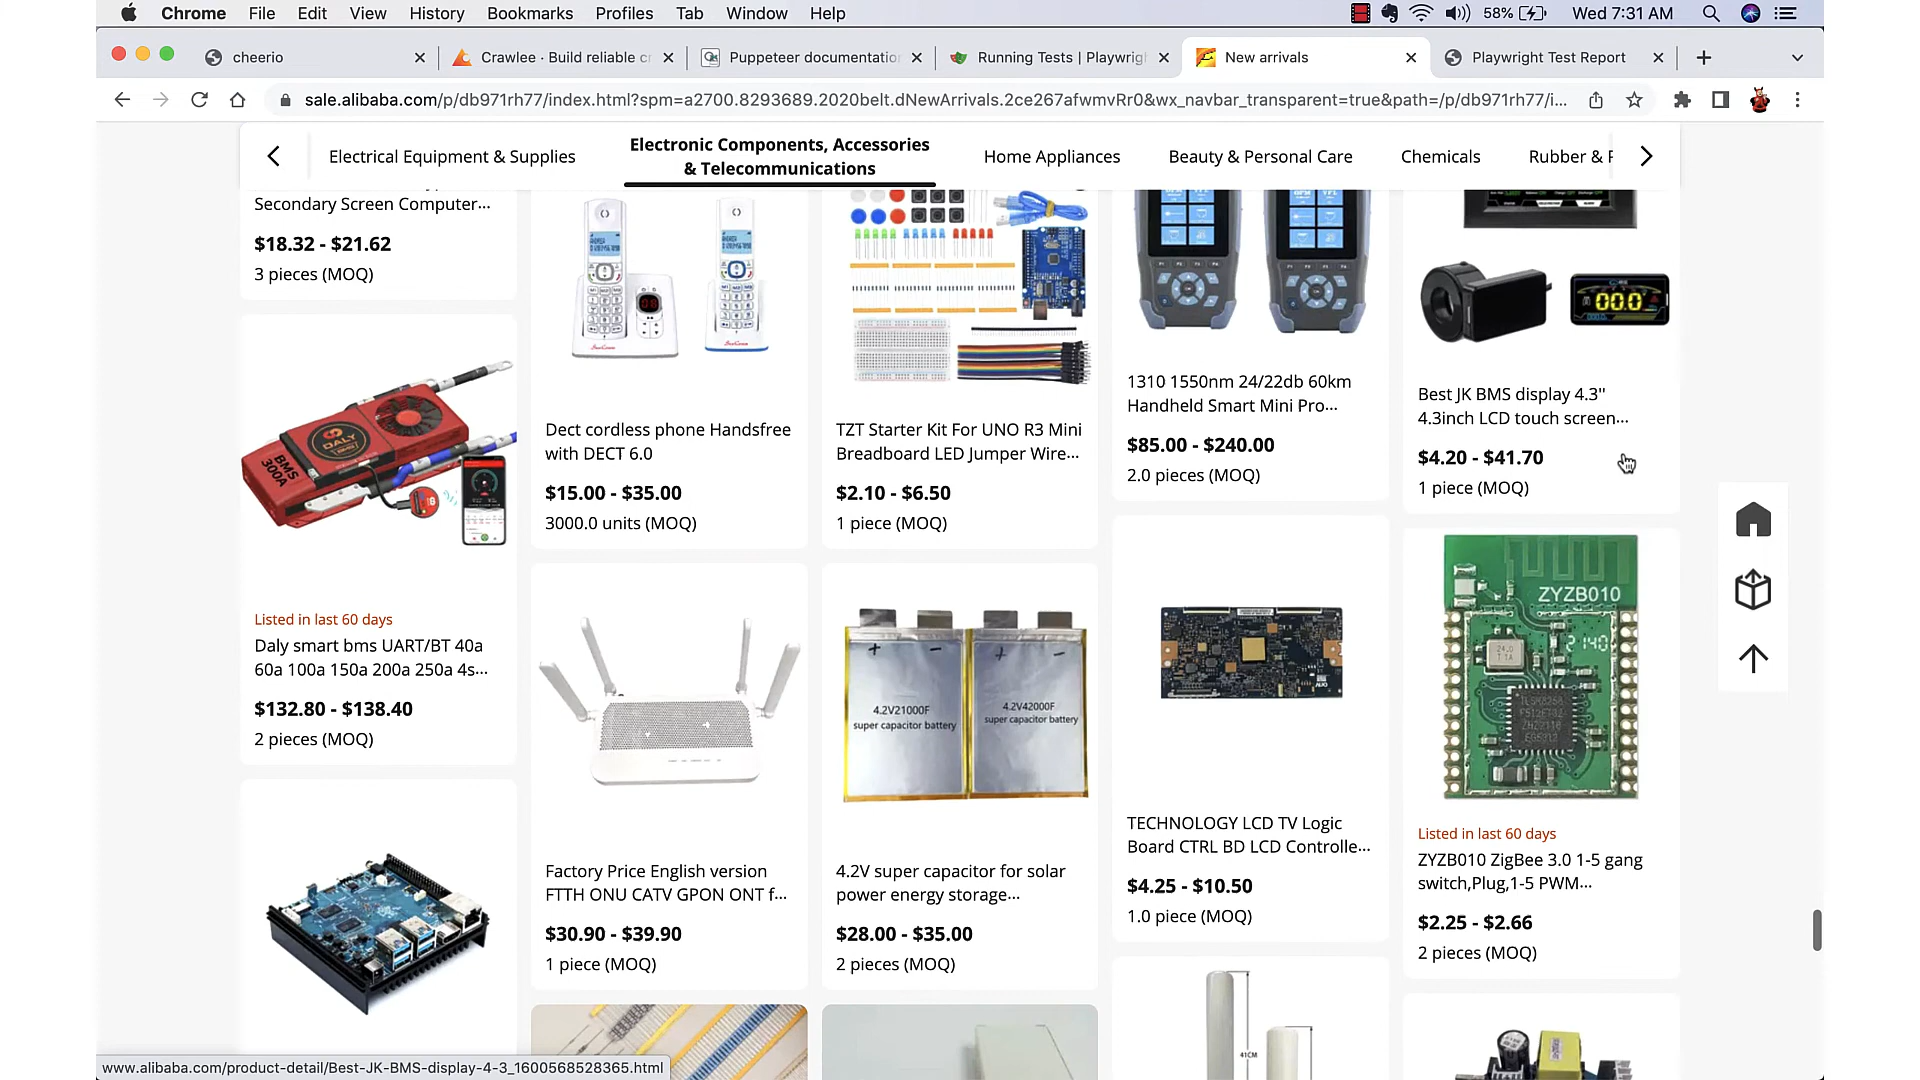 Chrome File Edit View History Bookmarks Profiles Tab Window Help 58% Wed 7:31 AM
cheerio
Crawlee · Build reliable cr
Puppeteer documentation
Running Tests | Playwrig
New arrivals
Playwright Test Report
sale.alibaba.com/p/db971rh77/index.html?spm=a2700.8293689.2020belt.dNewArrivals.2ce267afwmvRr0&wx_navbar_transparent=true&path=/p/db971rh77/i...
Electrical Equipment & Supplies
Electronic Components, Accessories
& Telecommunications
Home Appliances
Beauty & Personal Care
Chemicals
Rubber &
Secondary Screen Computer...
$18.32 - $21.62
3 pieces (MOQ)
DALY
BMS
300A
Listed in last 60 days
Daly smart bms UART/BT 40a
60a 100a 150a 200a 250a 4s...
$132.80 - $138.40
2 pieces (MOQ)
Dect cordless phone Handsfree
with DECT 6.0
$15.00 - $35.00
3000.0 units (MOQ)
Factory Price English version
FTTH ONU CATV GPON ONT f...
$30.90 - $39.90
1 piece (MOQ)
TZT Starter Kit For UNO R3 Mini
Breadboard LED Jumper Wire...
$2.10 - $6.50
1 piece (MOQ)
+ -
+ -
4.2V21000F
super capacitor battery
4.2V42000F
super capacitor battery
4.2V super capacitor for solar
power energy storage...
$28.00 - $35.00
2 pieces (MOQ)
1310 1550nm 24/22db 60km
Handheld Smart Mini Pro...
$85.00 - $240.00
2.0 pieces (MOQ)
TECHNOLOGY LCD TV Logic
Board CTRL BD LCD Controlle...
$4.25 - $10.50
1.0 piece (MOQ)
41CM
00.0
Best JK BMS display 4.3''
4.3inch LCD touch screen...
$4.20 - $41.70
1 piece (MOQ)
ZYZB010
2140
Listed in last 60 days
ZYZB010 ZigBee 3.0 1-5 gang
switch,Plug,1-5 PWM...
$2.25 - $2.66
2 pieces (MOQ)
www.alibaba.com/product-detail/Best-JK-BMS-display-4-3_1600568528365.html